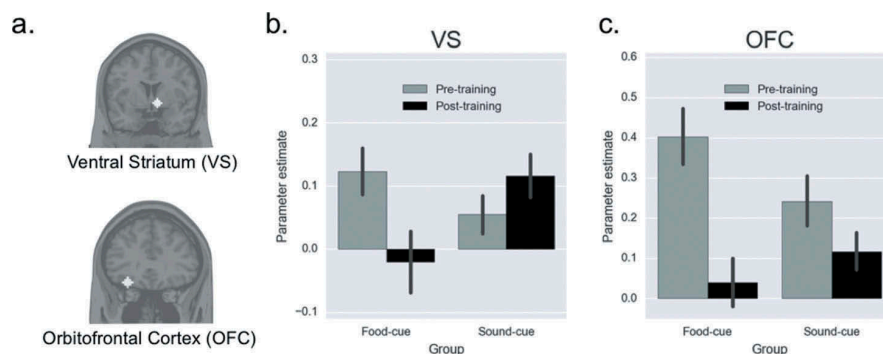 a.
Ventral Striatum (VS)
Orbitofrontal Cortex (OFC)
b.
VS
Parameter estimate
0.3
0.2
0.1
0.0
−0.1
Pre-training
Post-training
Food-cue
Sound-cue
Group
c.
OFC
Parameter estimate
0.6
0.5
0.4
0.3
0.2
0.1
0.0
Pre-training
Post-training
Food-cue
Sound-cue
Group